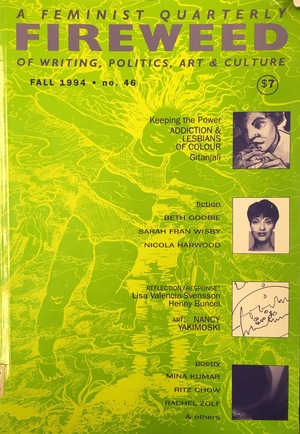 A FEMINIST QUARTERLY
FIREWEED
OF WRITING, POLITICS, ART & CULTURE
FALL 1994 • no. 46
$7
Keeping the Power
ADDICTION &
LESBIANS
OF COLOUR
Gitanjali
fiction
BETH GOOBIE
SARAH FRAN WISBY
NICOLA HARWOOD
REFLECTION/RESPONSE:
Lisa Valencia-Svensson
Henny Buncel
ART: NANCY
YAKIMOSKI
poetry
MINA KUMAR
RITZ CHOW
RACHEL ZOLF
& others